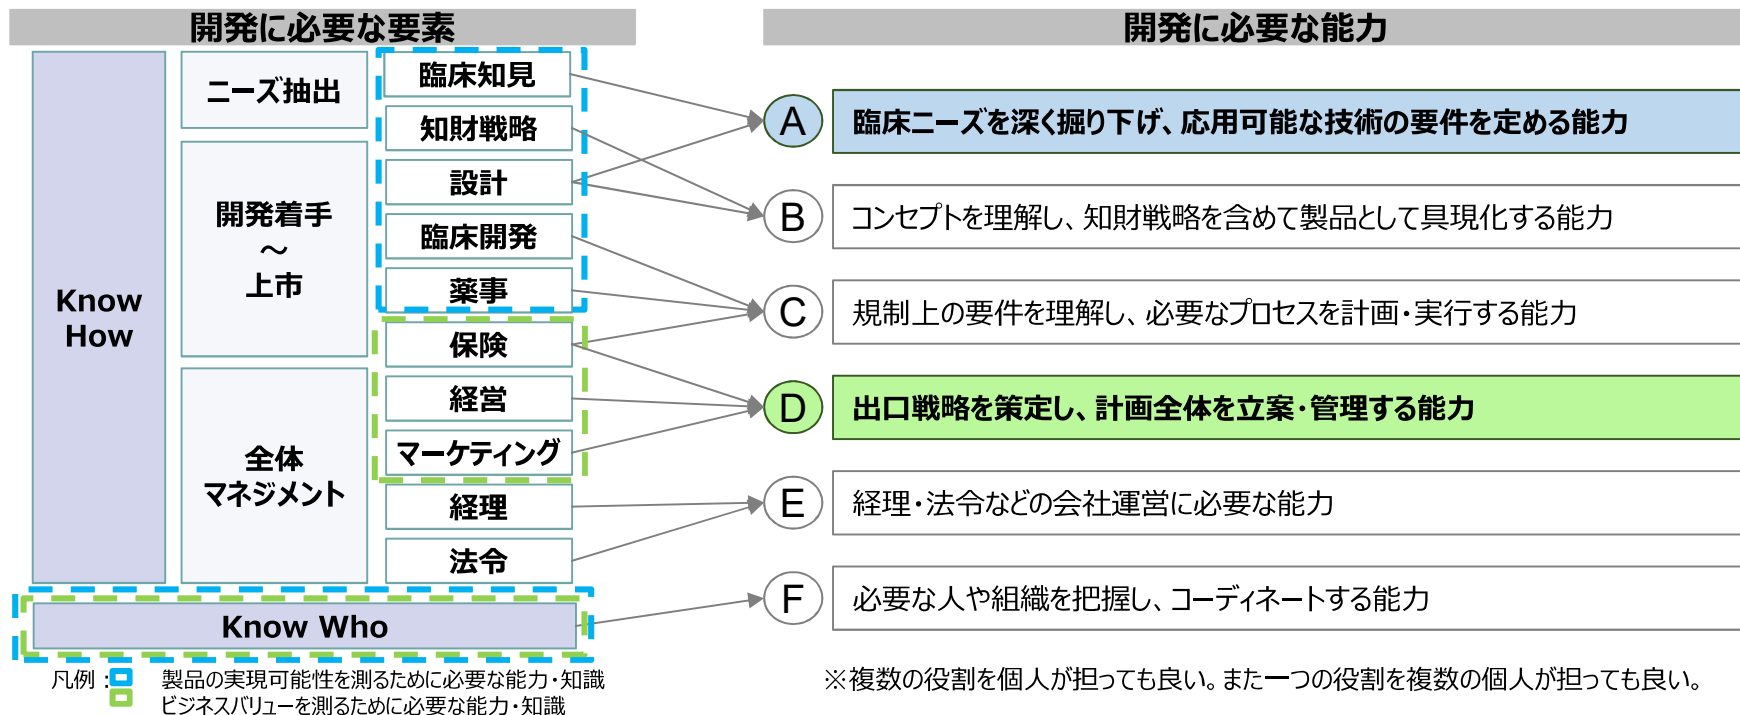 開発に必要な要素
開発に必要な能力
Know
How
ニーズ抽出
開発着手
～
上市
全体
マネジメント
臨床知見
知財戦略
設計
臨床開発
薬事
保険
経営
マーケティング
経理
法令
Know Who
A
臨床ニーズを深く掘り下げ、応用可能な技術の要件を定める能力
B
コンセプトを理解し、知財戦略を含めて製品として具現化する能力
C
規制上の要件を理解し、必要なプロセスを計画・実行する能力
D
出口戦略を策定し、計画全体を立案・管理する能力
E
経理・法令などの会社運営に必要な能力
F
必要な人や組織を把握し、コーディネートする能力
凡例：
製品の実現可能性を測るために必要な能力・知識
ビジネスバリューを測るために必要な能力・知識
※複数の役割を個人が担っても良い。また一つの役割を複数の個人が担っても良い。